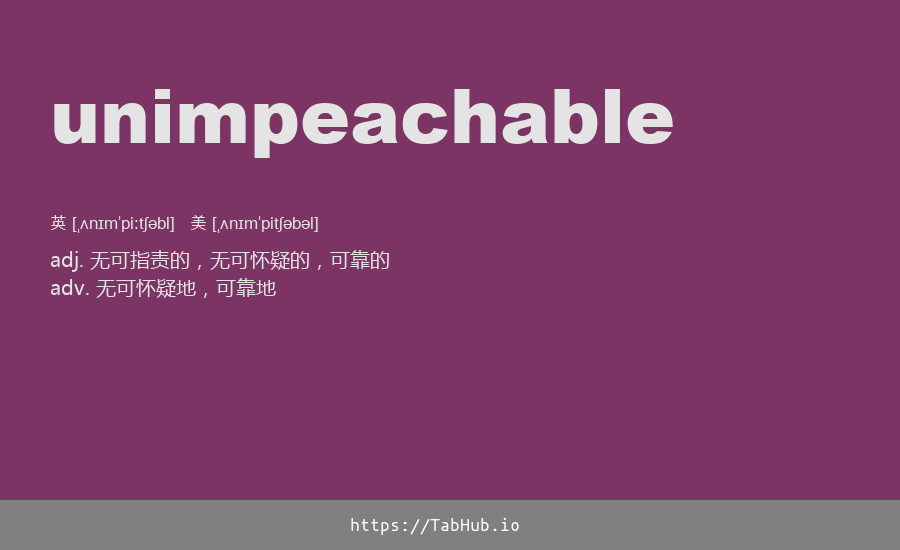 unimpeachable
英 [ˌʌnɪmˈpiːtʃəbl] 美 [ˌʌnɪmˈpitʃəbəl]
adj. 无可指责的，无可怀疑的，可靠的
adv. 无可怀疑地，可靠地
https://TabHub.io